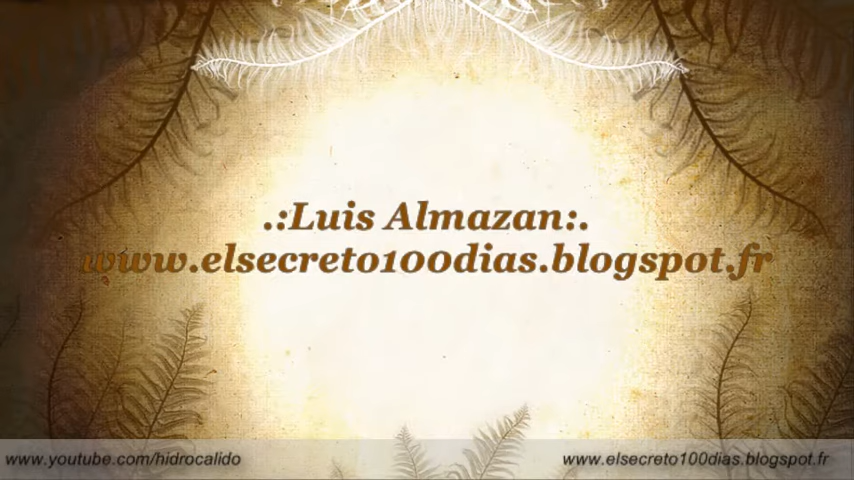 .:Luis Almazan:.
www.elsecreto100dias.blogspot.fr
www.youtube.com/hidrocalido
www.elsecreto100dias.blogspot.fr